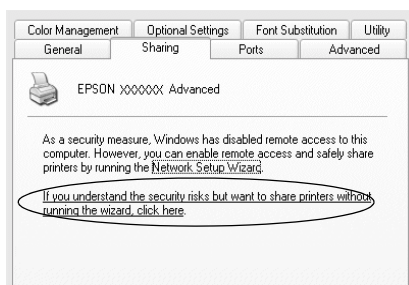 Color Management Optional Settings Font Substitution Utility
General Sharing Ports Advanced
EPSON XXXXXX Advanced
As a security measure, Windows has disabled remote access to this
computer. However, you can enable remote access and safely share
printers by running the Network Setup Wizard.
If you understand the security risks but want to share printers without
running the wizard, click here.